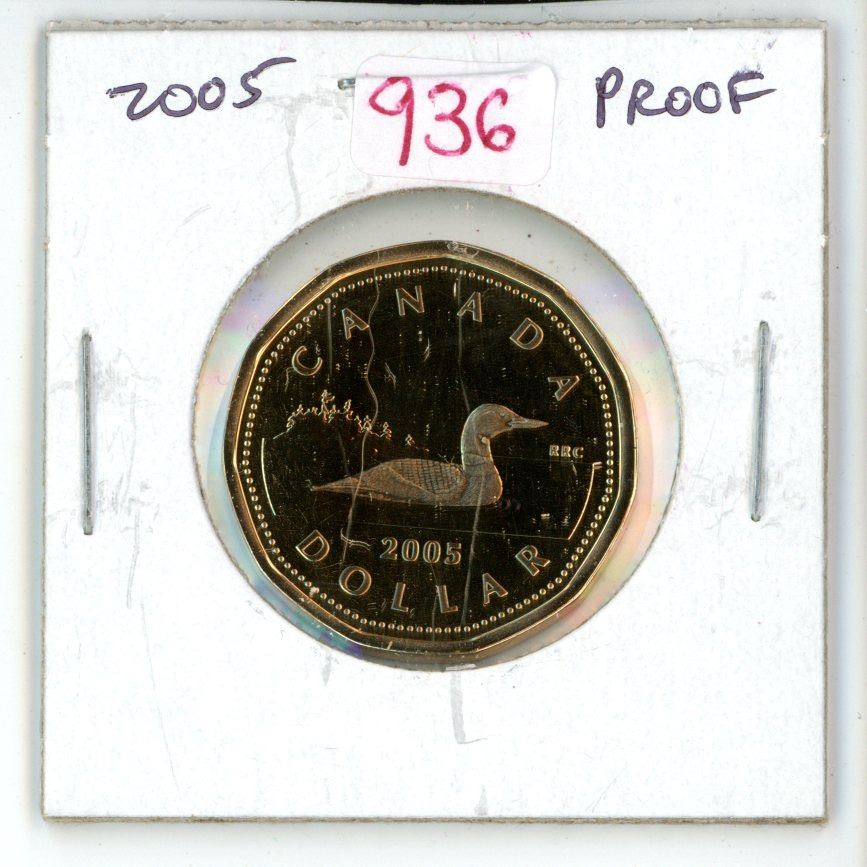 2005 936 PROOF
CANADA
RRC
2005
DOLLAR